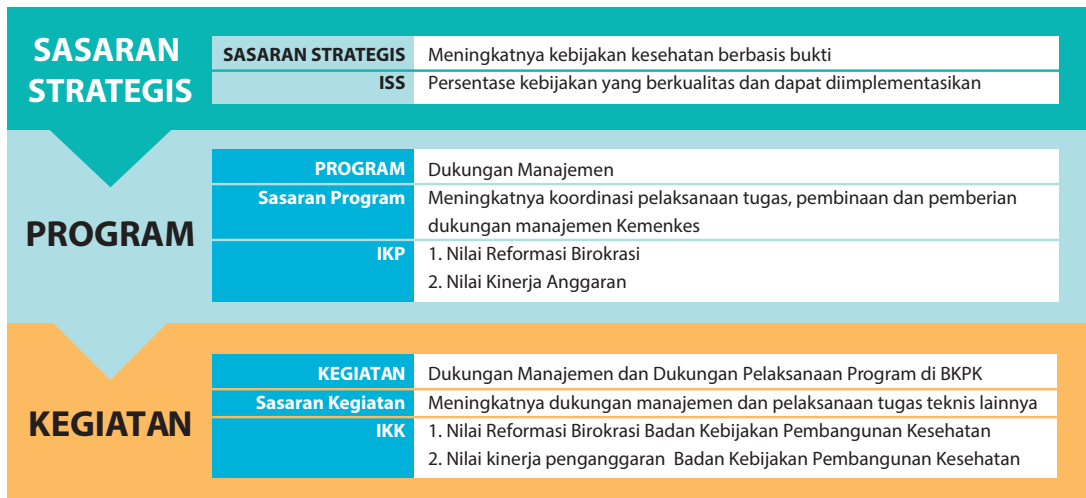 SASARAN
STRATEGIS
SASARAN STRATEGIS Meningkatnya kebijakan kesehatan berbasis bukti
ISS Persentase kebijakan yang berkualitas dan dapat diimplementasikan
PROGRAM
PROGRAM Dukungan Manajemen
Sasaran Program Meningkatnya koordinasi pelaksanaan tugas, pembinaan dan pemberian
dukungan manajemen Kemenkes
IKP 1. Nilai Reformasi Birokrasi
2. Nilai Kinerja Anggaran
KEGIATAN
KEGIATAN Dukungan Manajemen dan Dukungan Pelaksanaan Program di BKPK
Sasaran Kegiatan Meningkatnya dukungan manajemen dan pelaksanaan tugas teknis lainnya
IKK 1. Nilai Reformasi Birokrasi Badan Kebijakan Pembangunan Kesehatan
2. Nilai kinerja penganggaran Badan Kebijakan Pembangunan Kesehatan